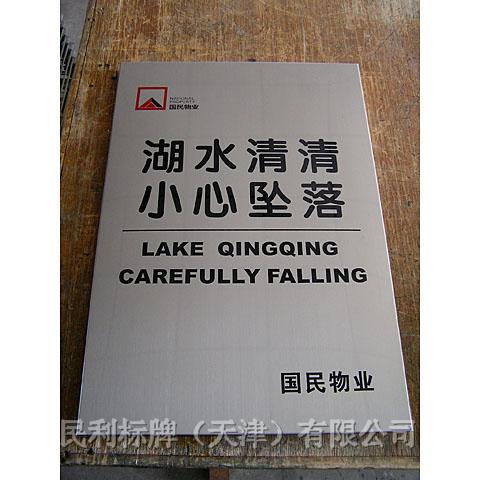 NATIONAL
PROPERTY
国民物业
湖水清清
小心坠落
LAKE QINGQING
CAREFULLY FALLING
国民物业
民利标牌（天津）有限公司